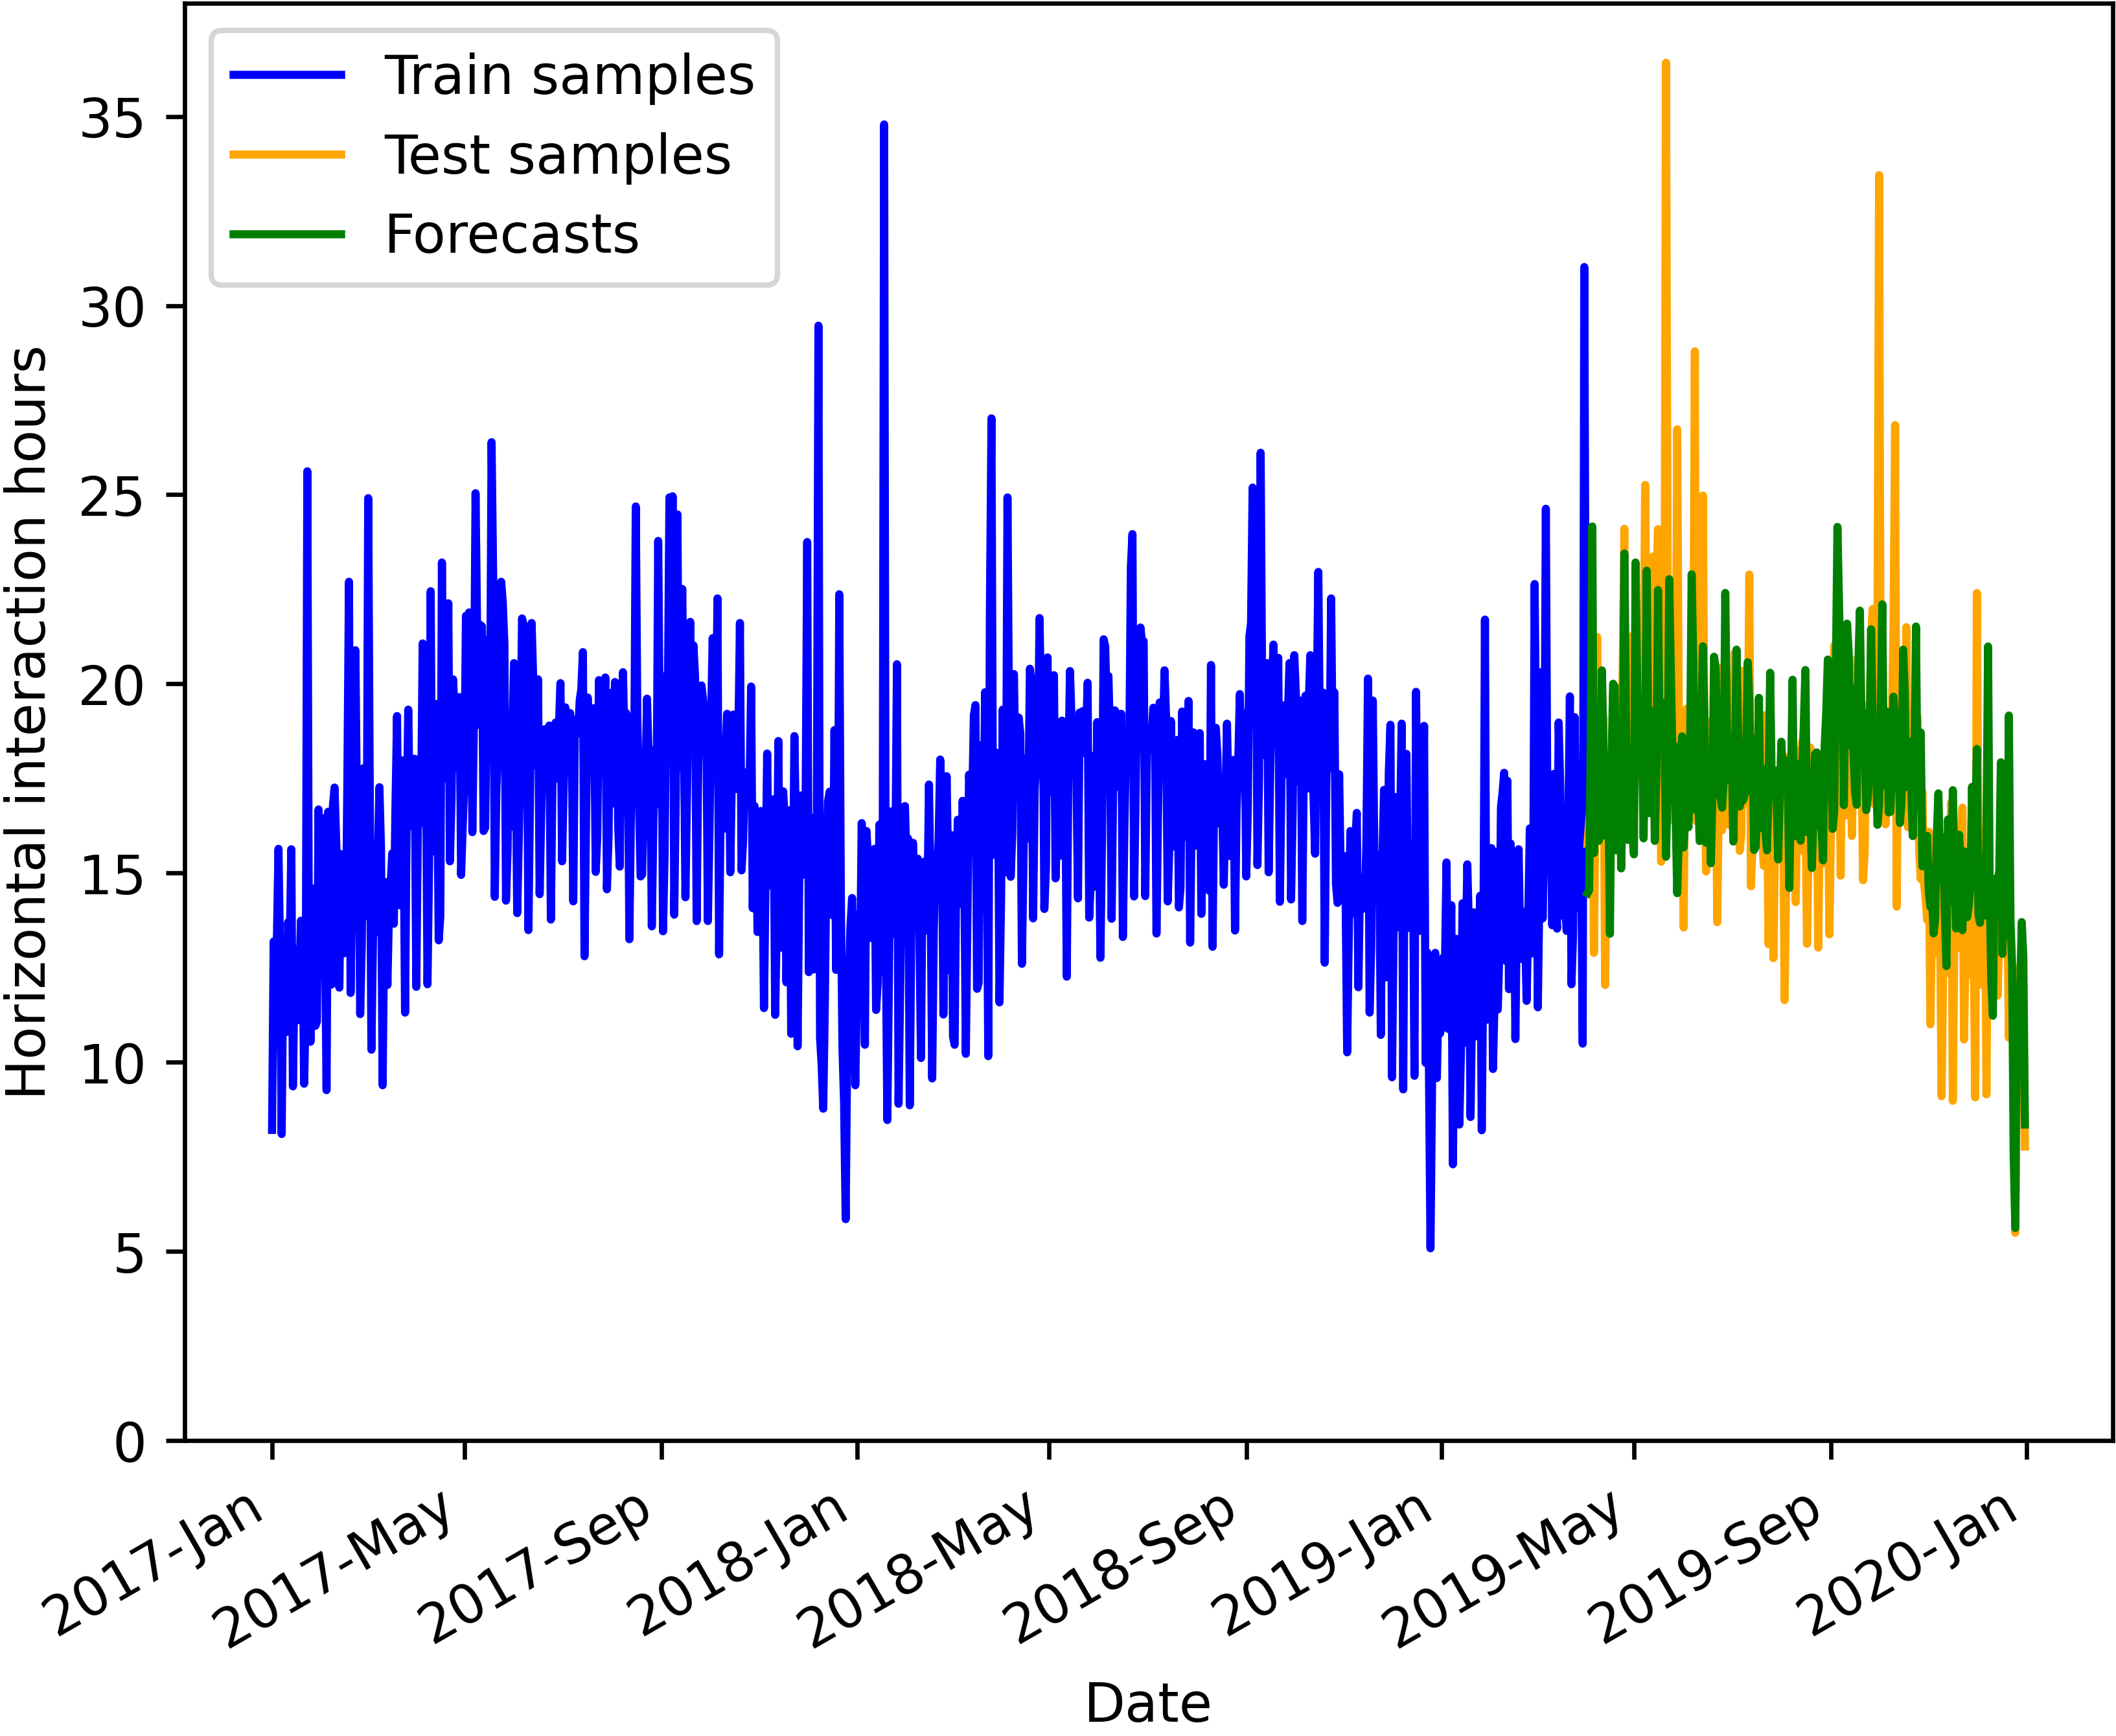 Train samples
Test samples
Forecasts
Horizontal interaction hours
35
30
25
20
15
10
5
0
2017-Jan
2017-May
2017-Sep
2018-Jan
2018-May
2018-Sep
2019-Jan
2019-May
2019-Sep
2020-Jan
Date